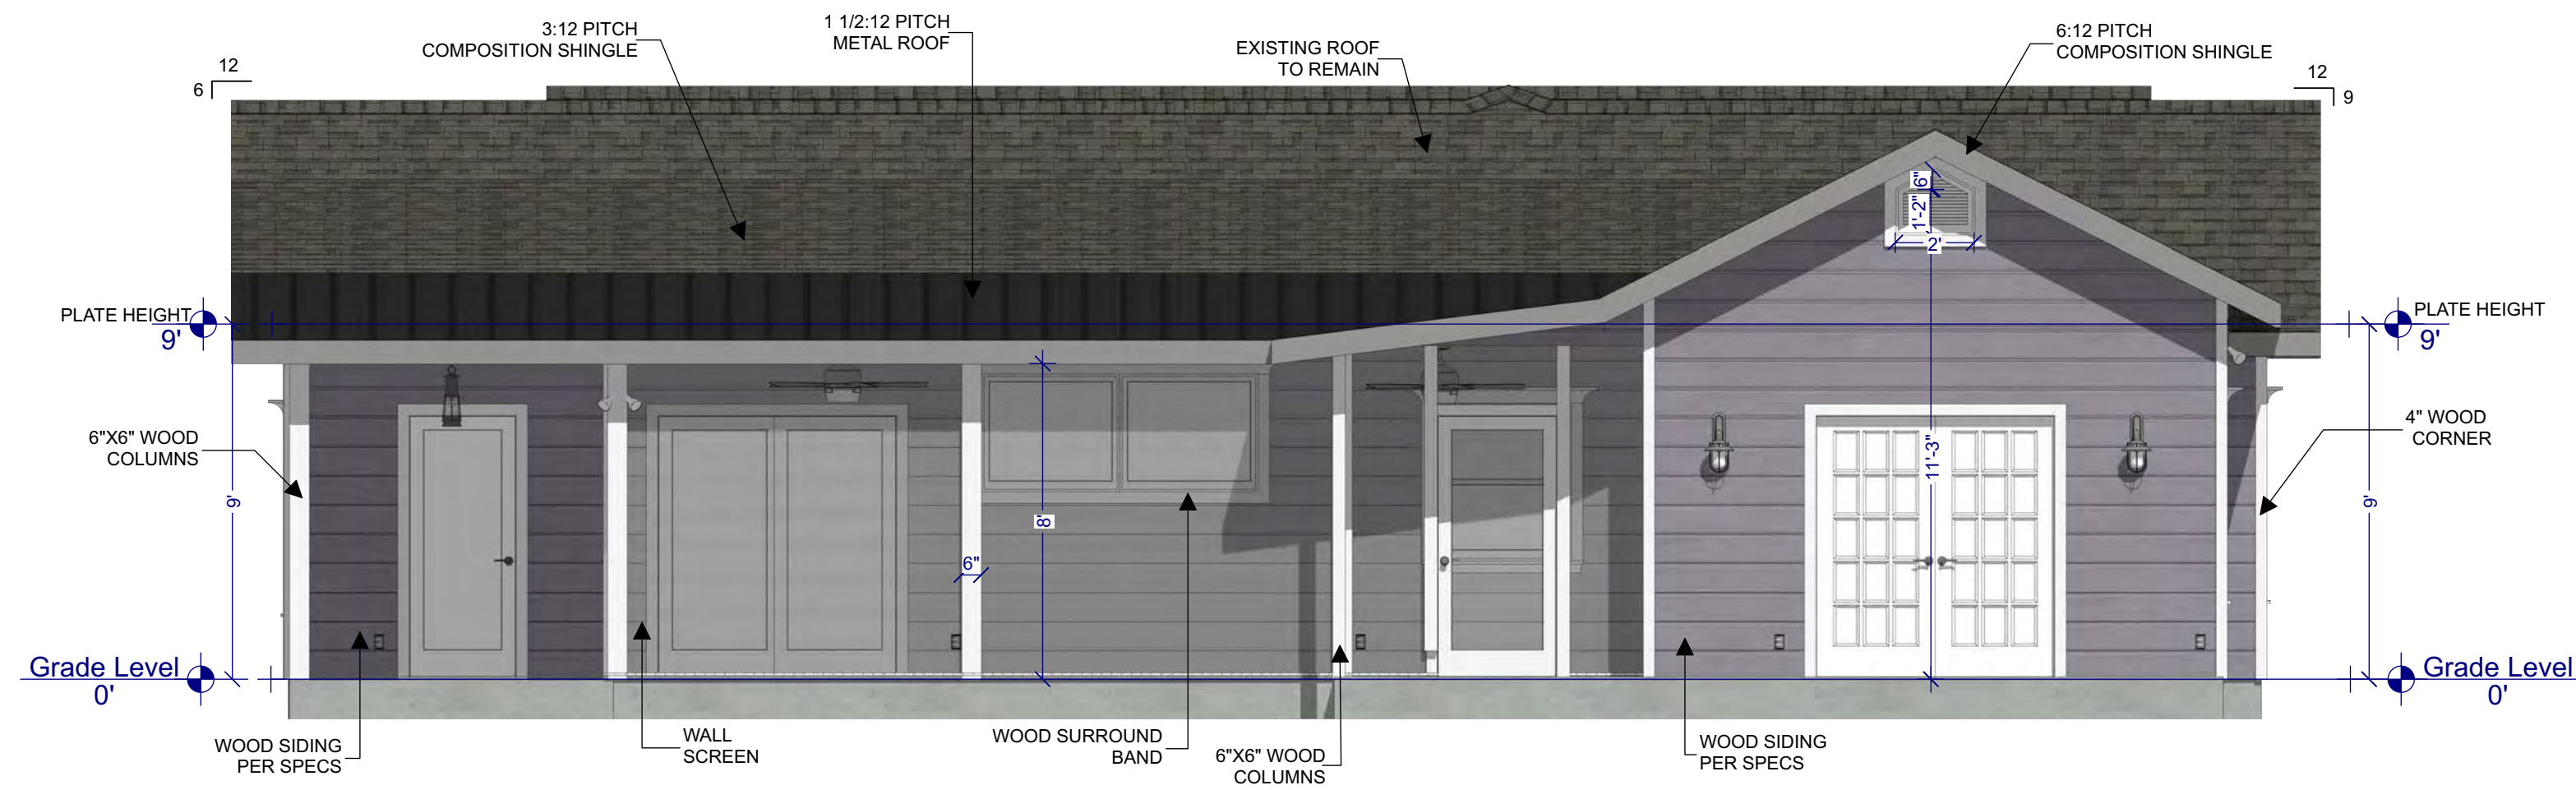 3:12 PITCH
COMPOSITION SHINGLE
1 1/2:12 PITCH
METAL ROOF
EXISTING ROOF
TO REMAIN
6:12 PITCH
COMPOSITION SHINGLE
12
6
12
9
6"
1'-2"
2'
PLATE HEIGHT
9'
PLATE HEIGHT
9'
6"X6" WOOD
COLUMNS
4" WOOD
CORNER
9'
8'
6"
11'-3"
9'
Grade Level
0'
Grade Level
0'
WOOD SIDING
PER SPECS
WALL
SCREEN
WOOD SURROUND
BAND
6"X6" WOOD
COLUMNS
WOOD SIDING
PER SPECS